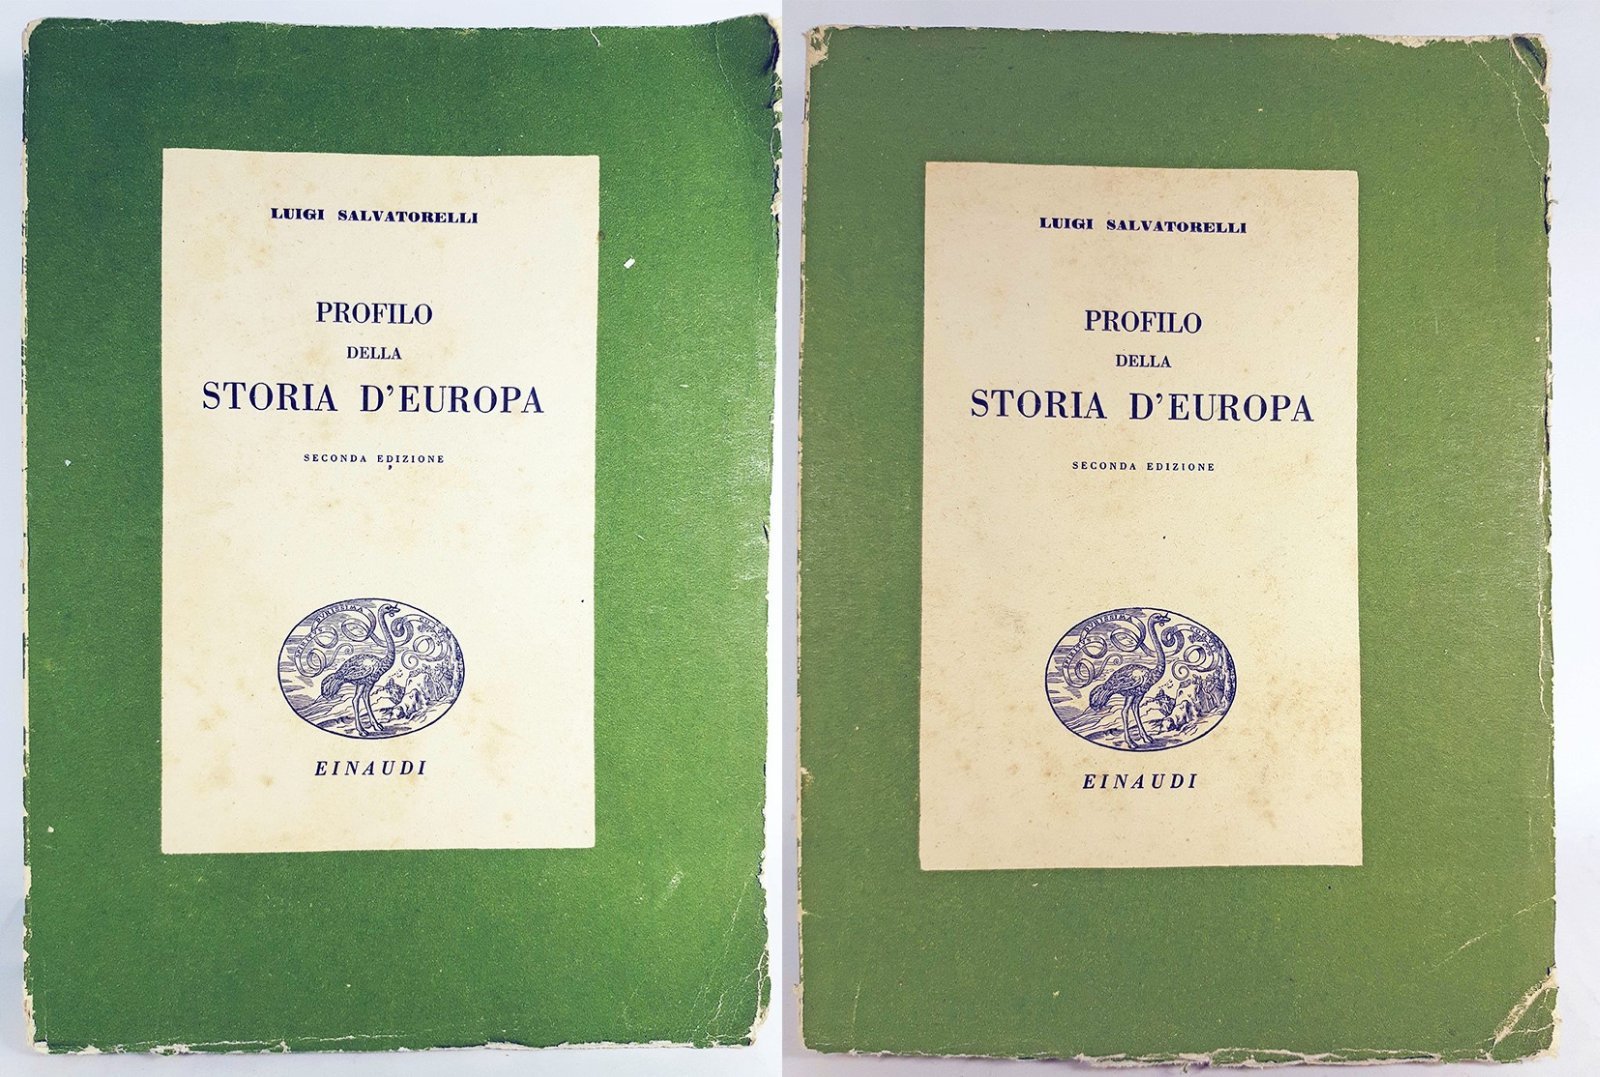 LUIGI SALVATORELLI
PROFILO
DELLA
STORIA D'EUROPA
SECONDA EDIZIONE
EINAUDI
LUIGI SALVATORELLI
PROFILO
DELLA
STORIA D'EUROPA
SECONDA EDIZIONE
EINAUDI